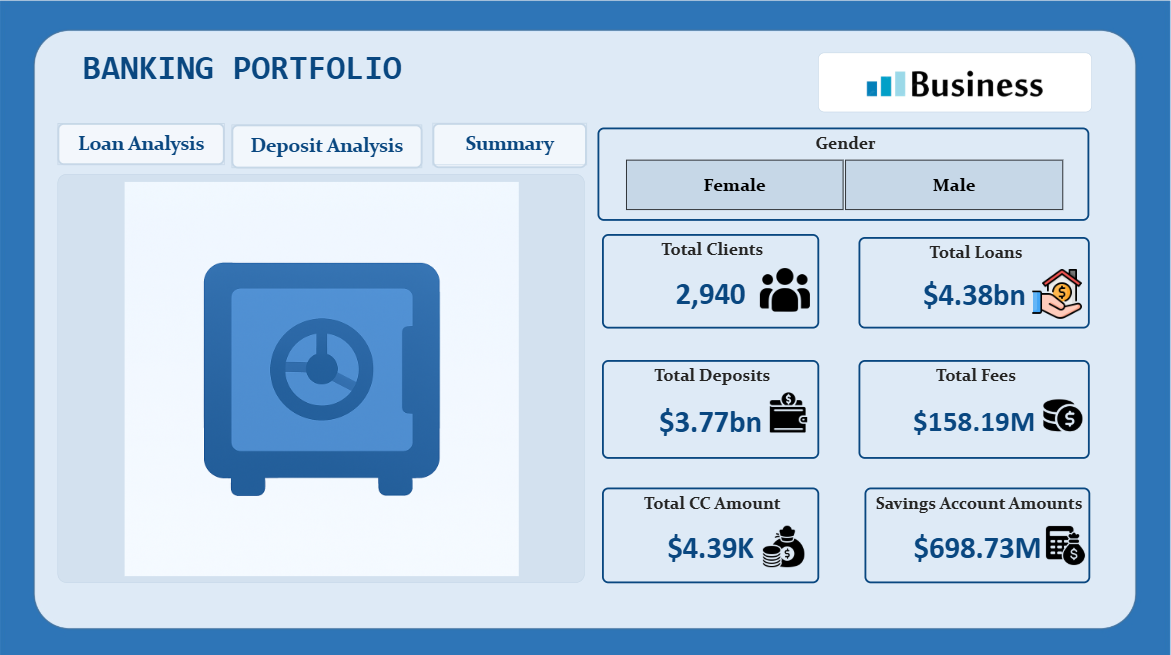 BANKING PORTFOLIO
Business
Loan Analysis
Deposit Analysis
Summary
Gender
Female
Male
Total Clients
2,940
Total Loans
$4.38bn
$
Total Deposits
$3.77bn
$
Total Fees
$158.19M
$
Total CC Amount
$4.39K
$
Savings Account Amounts
$698.73M
$